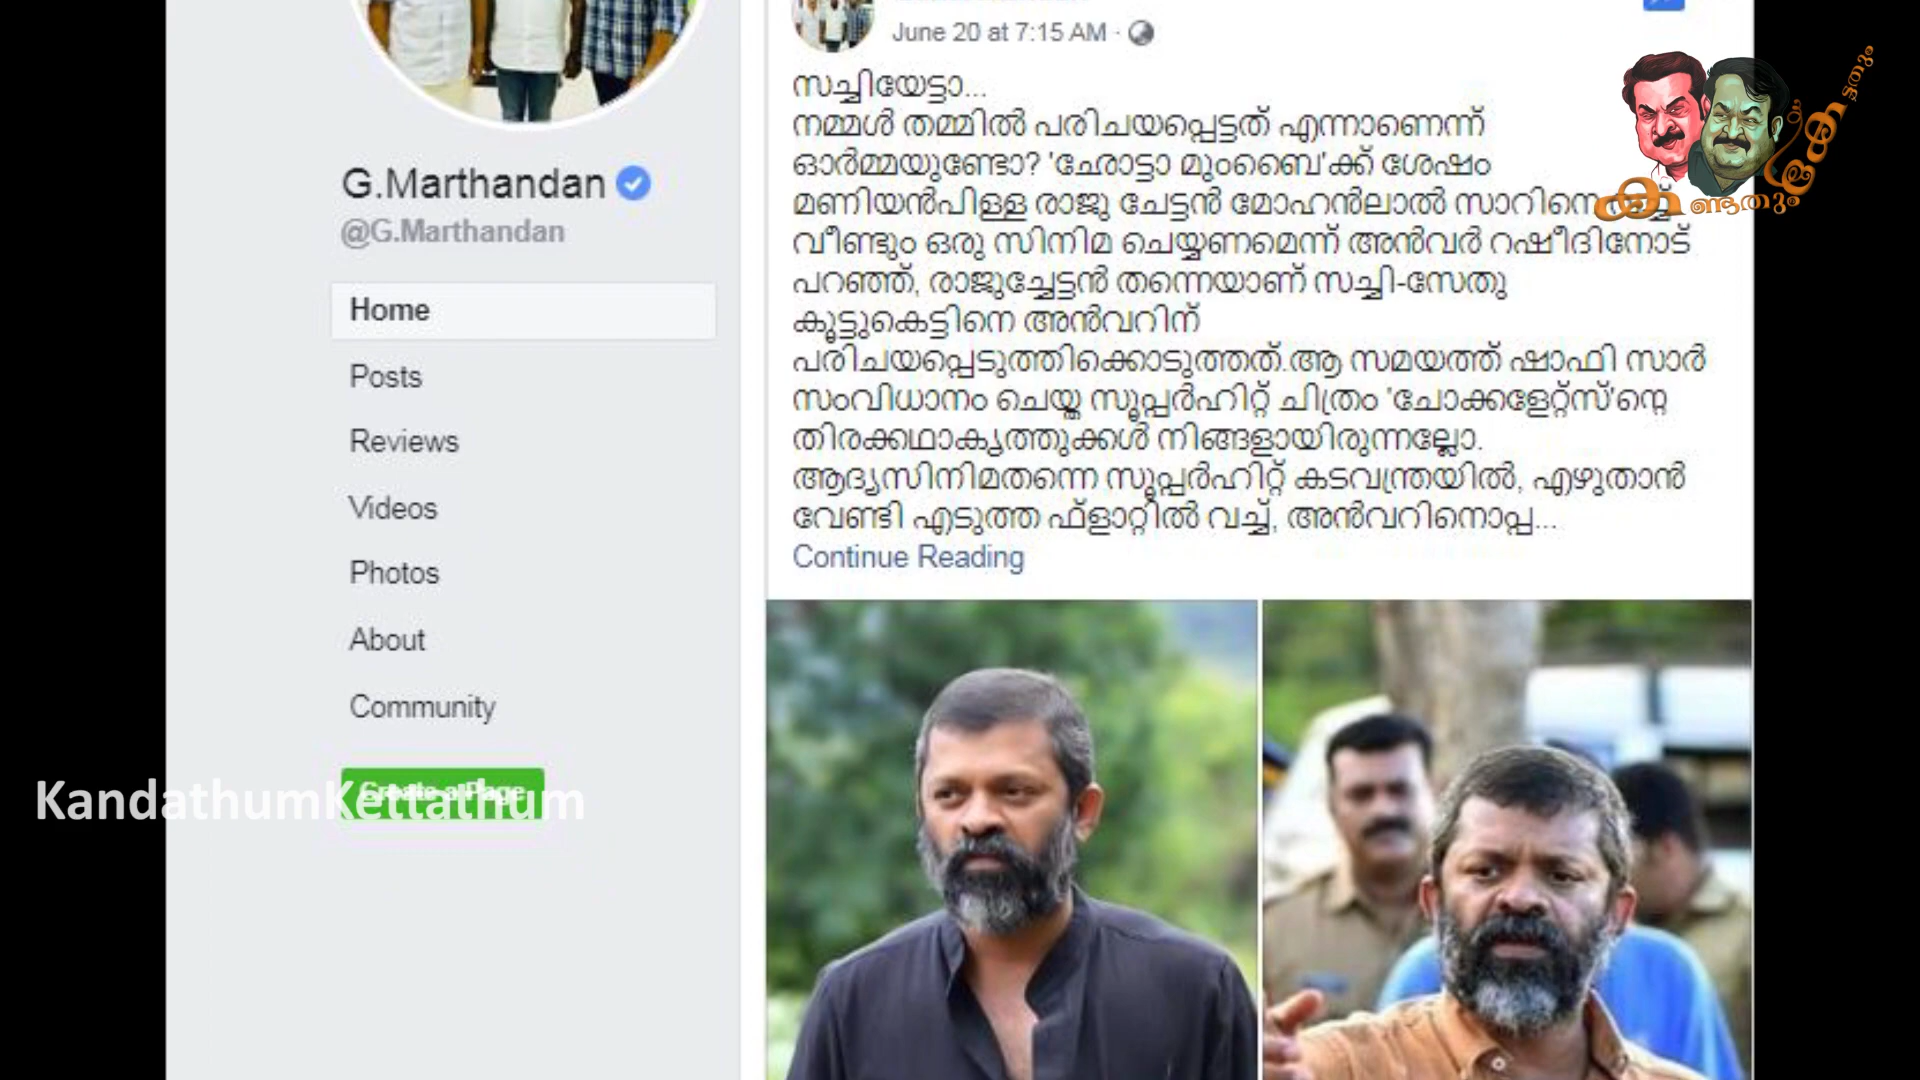 June 20 at 7:15 AM ·
സച്ചിയേട്ടാ...
നമ്മൾ തമ്മിൽ പരിചയപ്പെട്ടത് എന്നാണെന്ന്
ഓർമ്മയുണ്ടോ? 'ഛോട്ടാ മുംബൈ'ക്ക് ശേഷം
മണിയൻപിള്ള രാജു ചേട്ടൻ മോഹൻലാൽ സാറിനെ
വീണ്ടും ഒരു സിനിമ ചെയ്യണമെന്ന് അൻവർ റഷീദിനോട്
പറഞ്ഞ്, രാജുച്ചേട്ടൻ തന്നെയാണ് സച്ചി-സേതു
കൂട്ടുകെട്ടിനെ അൻവറിന്
പരിചയപ്പെടുത്തിക്കൊടുത്തത്.ആ സമയത്ത് ഷാഫി സാർ
സംവിധാനം ചെയ്ത സൂപ്പർഹിറ്റ് ചിത്രം 'ചോക്കളേറ്റ്സ്'ന്റെ
തിരക്കഥാകൃത്തുക്കൾ നിങ്ങളായിരുന്നല്ലോ.
ആദ്യസിനിമതന്നെ സൂപ്പർഹിറ്റ് കടവന്ത്രയിൽ, എഴുതാൻ
വേണ്ടി എടുത്ത ഫ്ളാറ്റിൽ വച്ച്, അൻവറിനൊപ്പ...
Continue Reading
G.Marthandan
@G.Marthandan
Home
Posts
Reviews
Videos
Photos
About
Community
Create a Page
KandathumKettathum